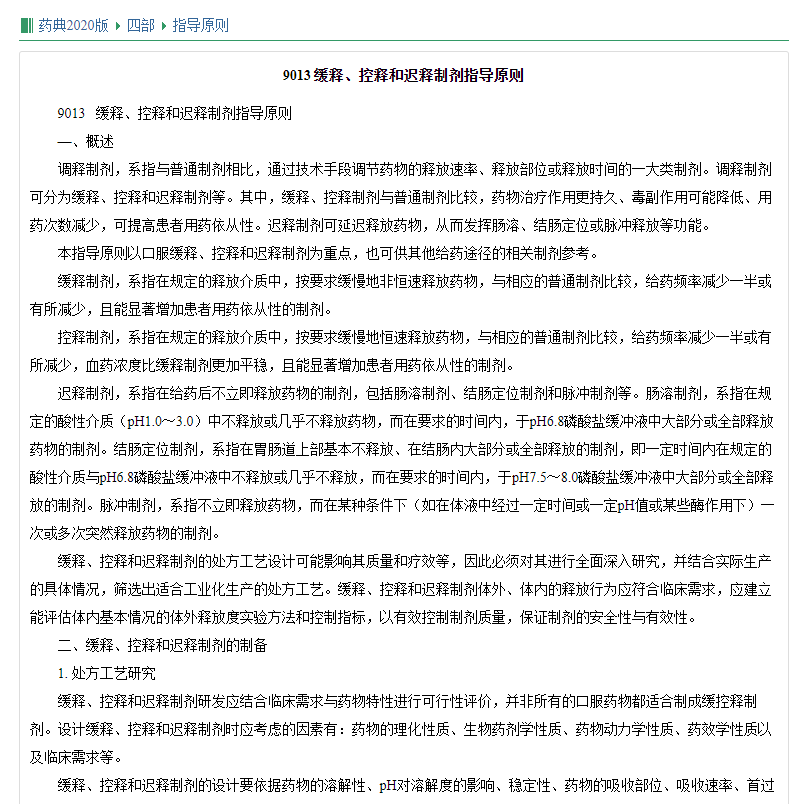 药典2020版 四部 指导原则
9013 缓释、控释和迟释制剂指导原则
9013 缓释、控释和迟释制剂指导原则
一、概述
调释制剂，系指与普通制剂相比，通过技术手段调节药物的释放速率、释放部位或释放时间的一大类制剂。调释制剂
可分为缓释、控释和迟释制剂等。其中，缓释、控释制剂与普通制剂比较，药物治疗作用更持久、毒副作用可能降低、用
药次数减少，可提高患者用药依从性。迟释制剂可延迟释放药物，从而发挥肠溶、结肠定位或脉冲释放等功能。
本指导原则以口服缓释、控释和迟释制剂为重点，也可供其他给药途径的相关制剂参考。
缓释制剂，系指在规定的释放介质中，按要求缓慢地非恒速释放药物，与相应的普通制剂比较，给药频率减少一半或
有所减少，且能显著增加患者用药依从性的制剂。
控释制剂，系指在规定的释放介质中，按要求缓慢地恒速释放药物，与相应的普通制剂比较，给药频率减少一半或有
所减少，血药浓度比缓释制剂更加平稳，且能显著增加患者用药依从性的制剂。
迟释制剂，系指在给药后不立即释放药物的制剂，包括肠溶制剂、结肠定位制剂和脉冲制剂等。肠溶制剂，系指在规
定的酸性介质（pH1.0～3.0）中不释放或几乎不释放药物，而在要求的时间内，于pH6.8磷酸盐缓冲液中大部分或全部释放
药物的制剂。结肠定位制剂，系指在胃肠道上部基本不释放、在结肠内大部分或全部释放的制剂，即一定时间内在规定的
酸性介质与pH6.8磷酸盐缓冲液中不释放或几乎不释放，而在要求的时间内，于pH7.5～8.0磷酸盐缓冲液中大部分或全部释
放的制剂。脉冲制剂，系指不立即释放药物，而在某种条件下（如在体液中经过一定时间或一定pH值或某些酶作用下）一
次或多次突然释放药物的制剂。
缓释、控释和迟释制剂的处方工艺设计可能影响其质量和疗效等，因此必须对其进行全面深入研究，并结合实际生产
的具体情况，筛选出适合工业化生产的处方工艺。缓释、控释和迟释制剂体外、体内的释放行为应符合临床需求，应建立
能评估体内基本情况的体外释放度实验方法和控制指标，以有效控制制剂质量，保证制剂的安全性与有效性。
二、缓释、控释和迟释制剂的制备
1. 处方工艺研究
缓释、控释和迟释制剂研发应结合临床需求与药物特性进行可行性评价，并非所有的口服药物都适合制成缓控释制
剂。设计缓释、控释和迟释制剂时应考虑的因素有：药物的理化性质、生物药剂学性质、药物动力学性质、药效学性质以
及临床需求等。
缓释、控释和迟释制剂的设计要依据药物的溶解性、pH对溶解度的影响、稳定性、药物的吸收部位、吸收速率、首过